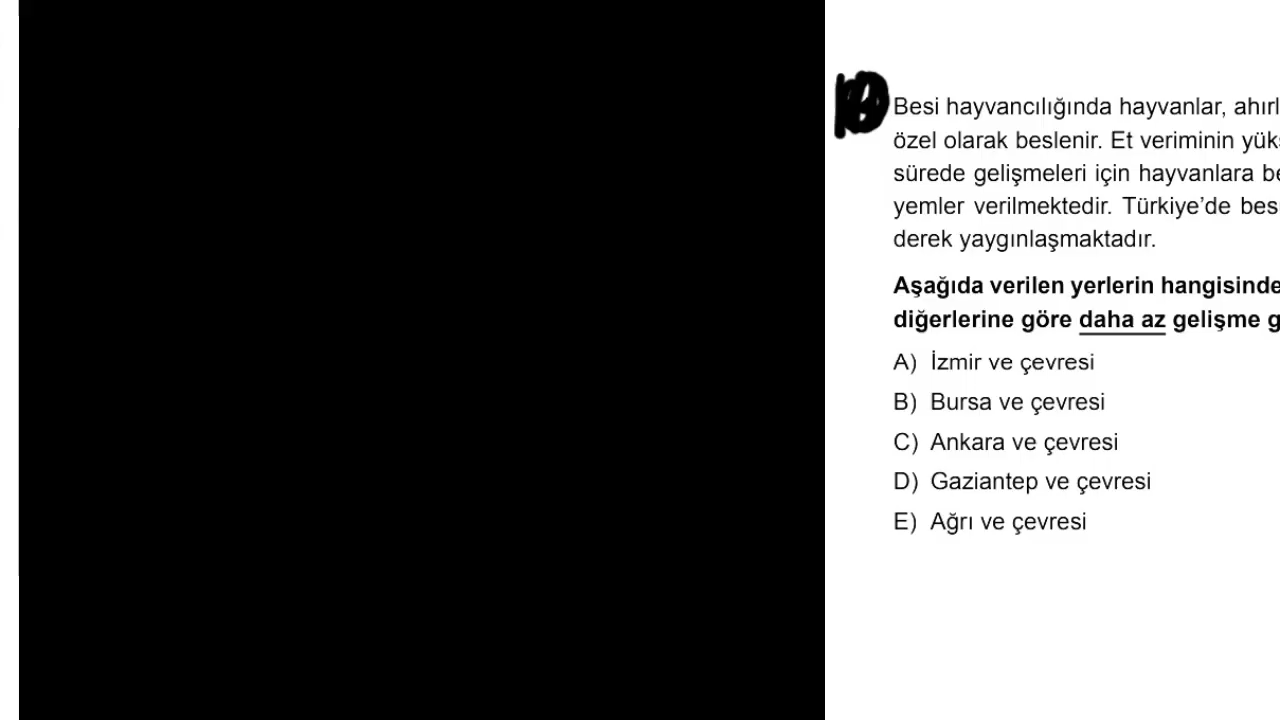 Besi hayvancılığında hayvanlar, ahırl
özel olarak beslenir. Et veriminin yük
sürede gelişmeleri için hayvanlara be
yemler verilmektedir. Türkiye’de bes
derek yaygınlaşmaktadır.
Aşağıda verilen yerlerin hangisinde
diğerlerine göre daha az gelişme g
A) İzmir ve çevresi
B) Bursa ve çevresi
C) Ankara ve çevresi
D) Gaziantep ve çevresi
E) Ağrı ve çevresi